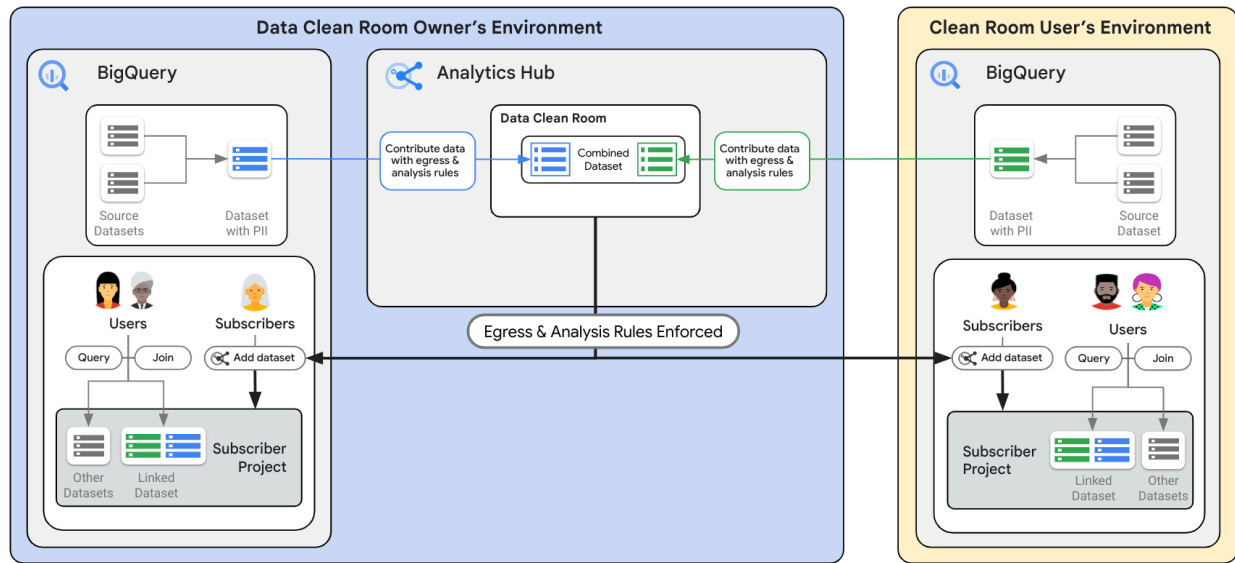 Data Clean Room Owner's Environment
BigQuery
Source
Datasets
Dataset
with PII
Users
Subscribers
Query
Join
Add dataset
Other
Datasets
Linked
Dataset
Subscriber
Project
Analytics Hub
Contribute data
with egress &
analysis rules
Data Clean Room
Combined
Dataset
Contribute data
with egress &
analysis rules
Egress & Analysis Rules Enforced
Clean Room User's Environment
BigQuery
Dataset
with PII
Source
Dataset
Subscribers
Users
Add dataset
Query
Join
Subscriber
Project
Linked
Dataset
Other
Datasets